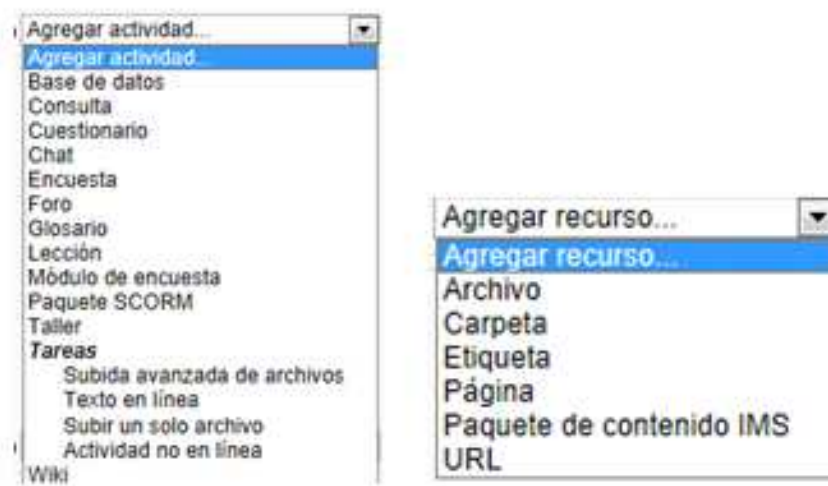 Agregar actividad...
Agregar actividad...
Base de datos
Consulta
Cuestionario
Chat
Encuesta
Foro
Glosario
Lección
Módulo de encuesta
Paquete SCORM
Taller
Tareas
Subida avanzada de archivos
Texto en línea
Subir un solo archivo
Actividad no en línea
Wiki
Agregar recurso...
Agregar recurso...
Archivo
Carpeta
Etiqueta
Página
Paquete de contenido IMS
URL